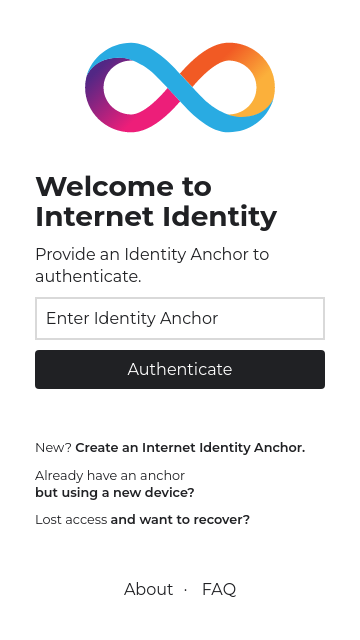 Welcome to
Internet Identity
Provide an Identity Anchor to
authenticate.
Enter Identity Anchor
Authenticate
New? Create an Internet Identity Anchor.
Already have an anchor
but using a new device?
Lost access and want to recover?
About · FAQ